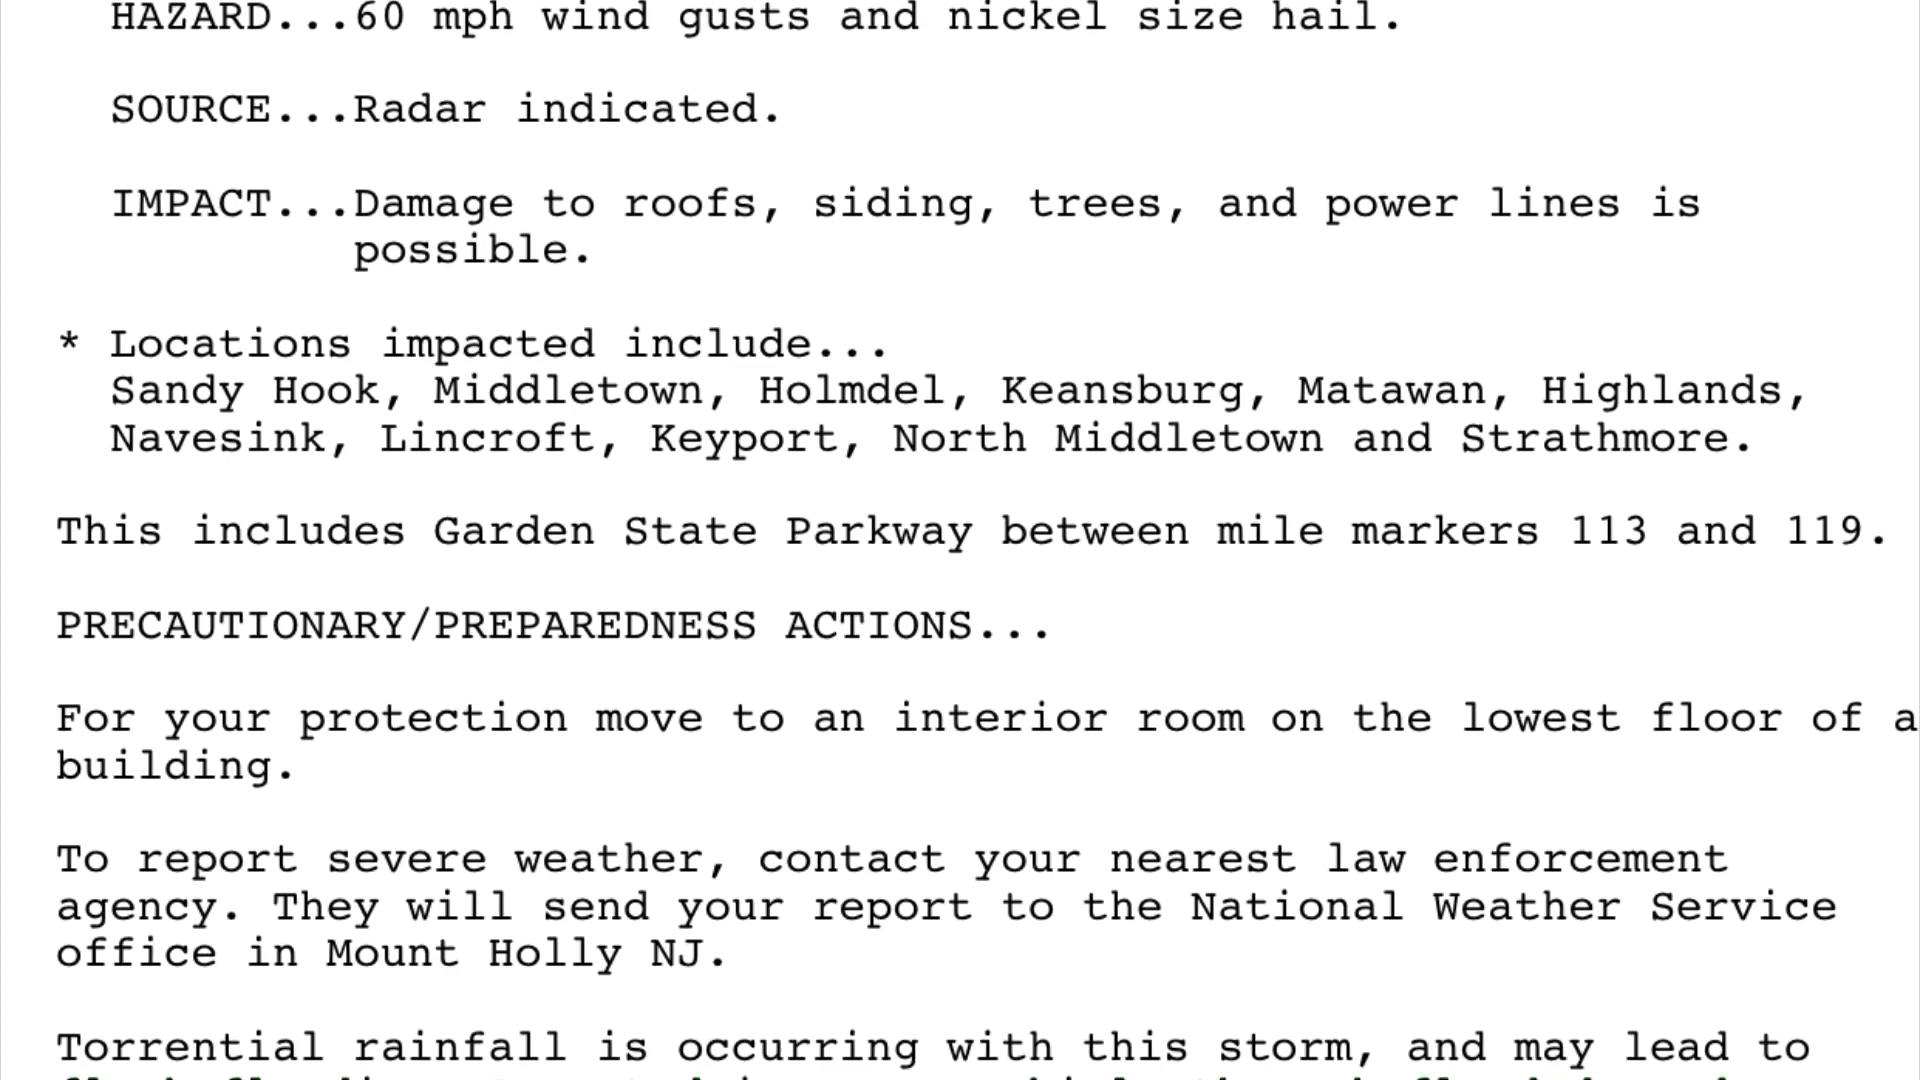 HAZARD...60 mph wind gusts and nickel size hail.
SOURCE...Radar indicated.
IMPACT...Damage to roofs, siding, trees, and power lines is
possible.
* Locations impacted include...
Sandy Hook, Middletown, Holmdel, Keansburg, Matawan, Highlands,
Navesink, Lincroft, Keyport, North Middletown and Strathmore.
This includes Garden State Parkway between mile markers 113 and 119.
PRECAUTIONARY/PREPAREDNESS ACTIONS...
For your protection move to an interior room on the lowest floor of a
building.
To report severe weather, contact your nearest law enforcement
agency. They will send your report to the National Weather Service
office in Mount Holly NJ.
Torrential rainfall is occurring with this storm, and may lead to